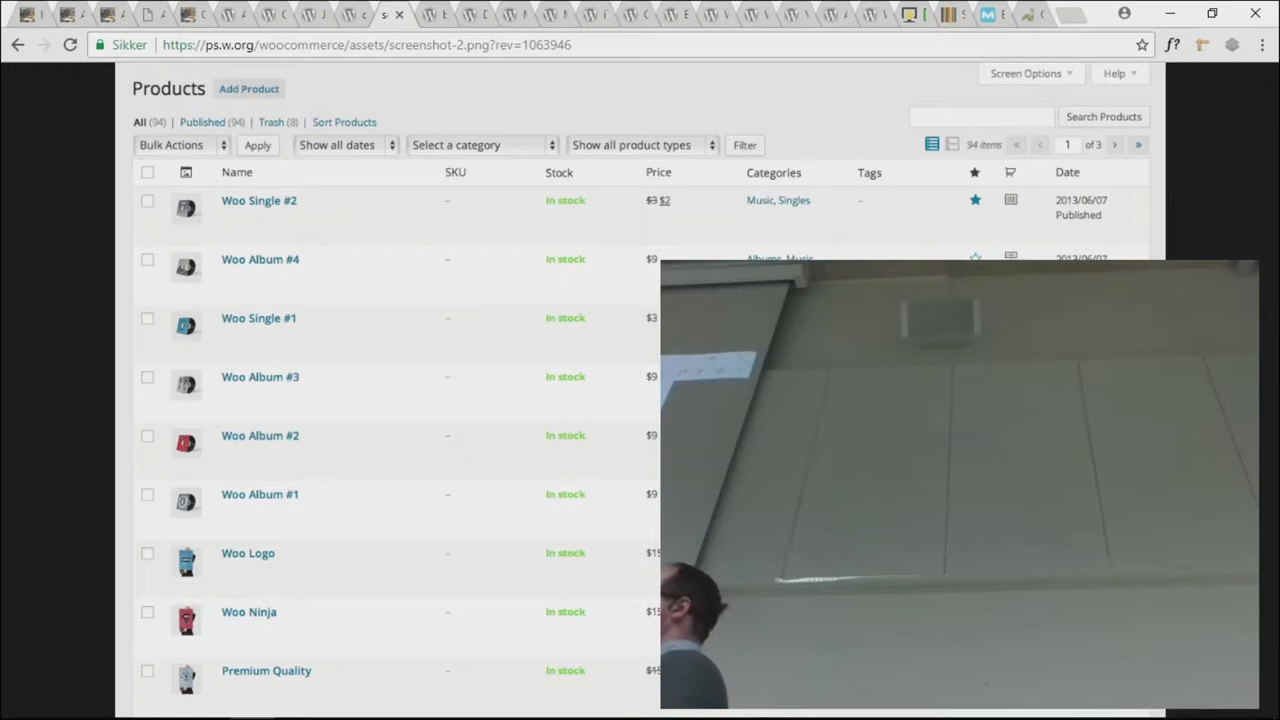 Sikker
https://ps.w.org/woocommerce/assets/screenshot-2.png?rev=1063946
f?
Screen Options
Help
Products Add Product
All (94) | Published (94) | Trash (8) | Sort Products
Search Products
Bulk Actions Apply Show all dates Select a category Show all product types Filter 94 items « ‹ 1 of 3 › »
Name SKU Stock Price Categories Tags Date
Woo Single #2 – In stock $3 $2 Music, Singles – 2013/06/07
Published
Woo Album #4 – In stock $9 Albums, Music 2013/06/07
Woo Single #1 – In stock $3
Woo Album #3 – In stock $9
Woo Album #2 – In stock $9
Woo Album #1 – In stock $9
Woo Logo – In stock
Woo Ninja – In stock
Premium Quality – In stock